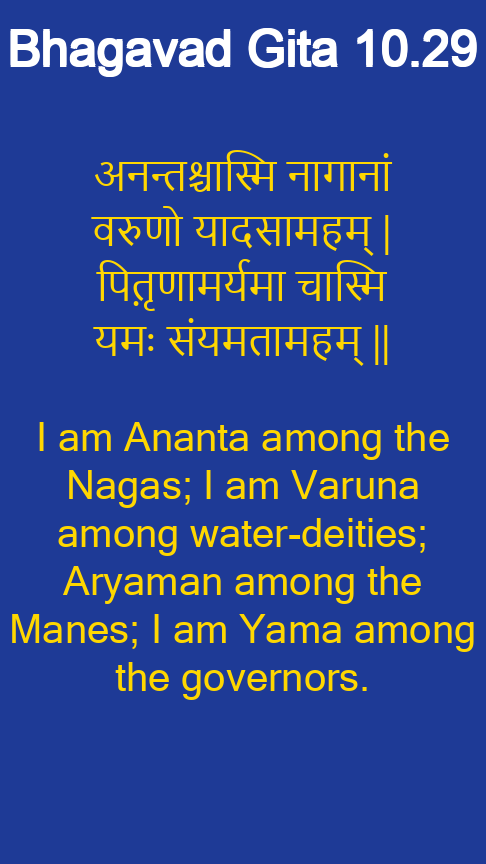 Bhagavad Gita 10.29
अनन्तश्चास्मि नागानां
वरुणो यादसामहम् |
पितॄ़णामर्यमा चास्मि
यमः संयमतामहम् ||
I am Ananta among the
Nagas; I am Varuna
among water-deities;
Aryaman among the
Manes; I am Yama among
the governors.